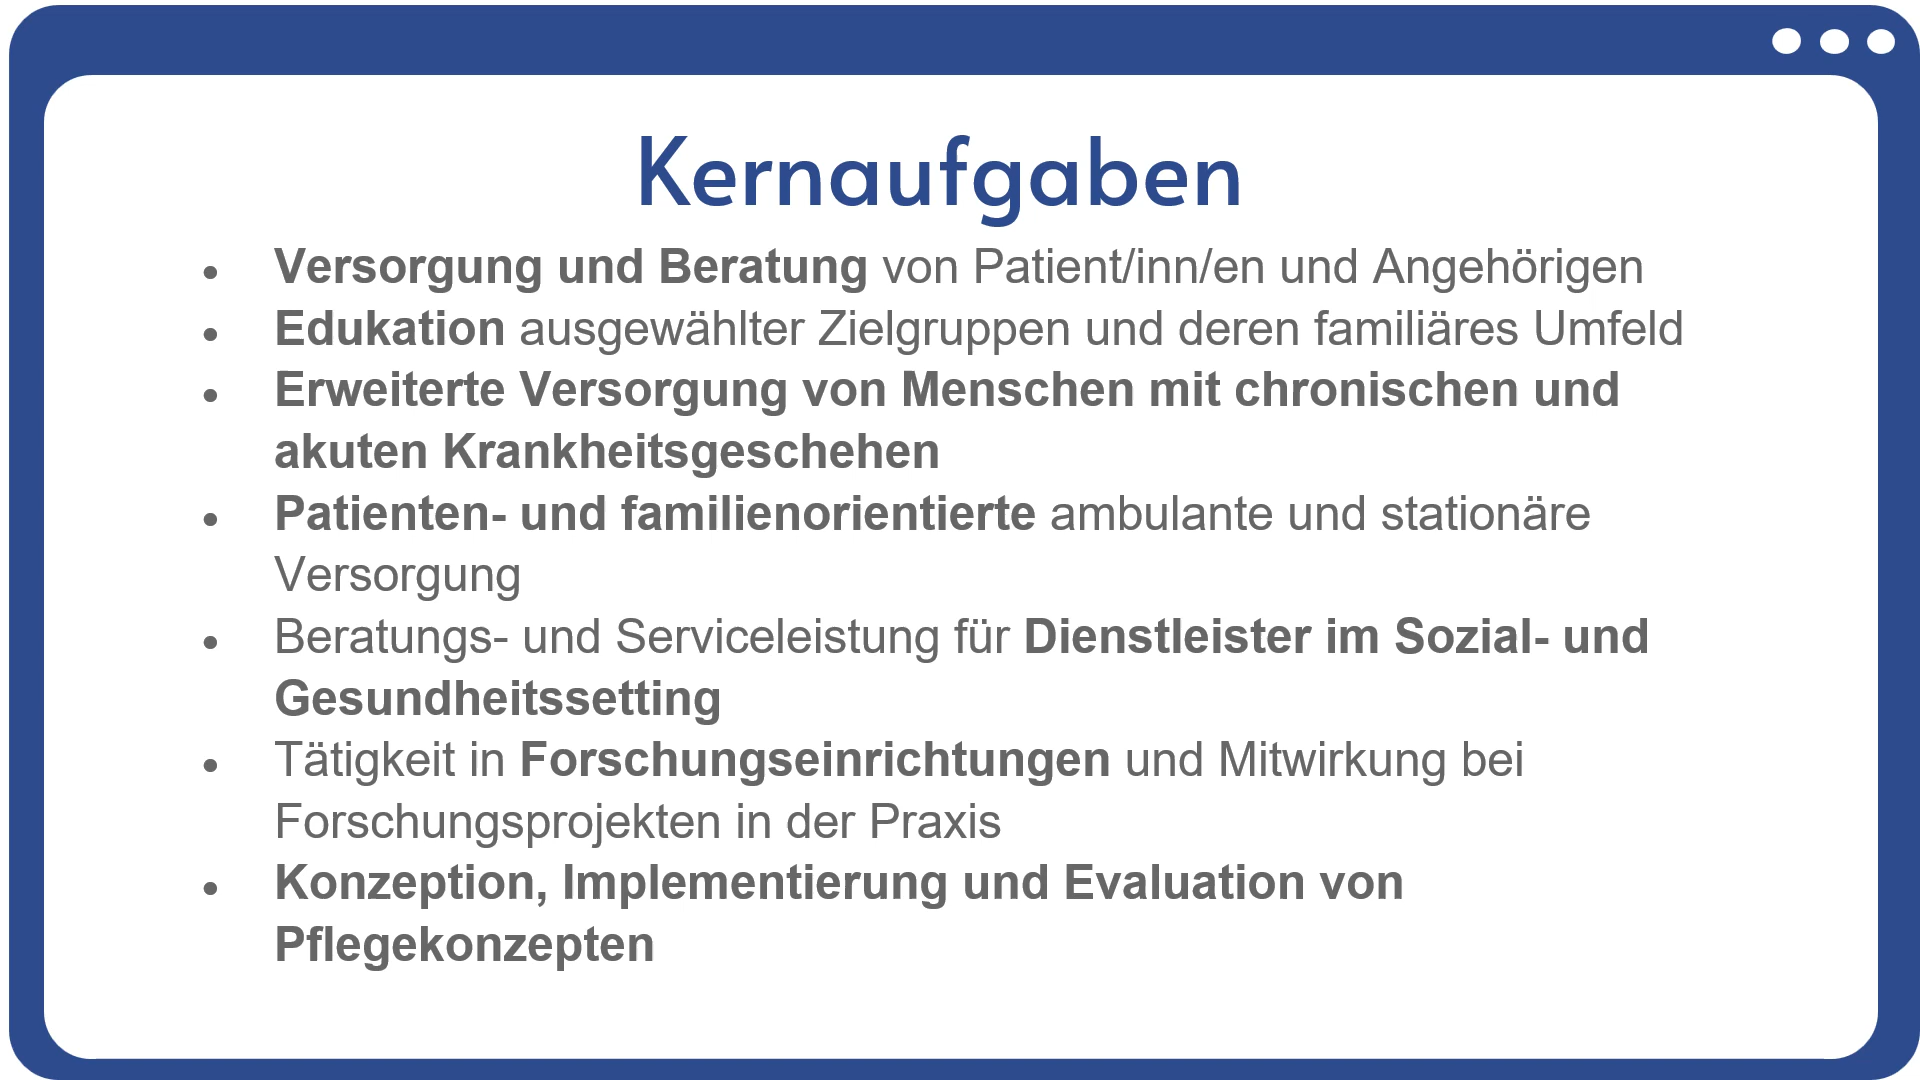 Kernaufgaben
• Versorgung und Beratung von Patient/inn/en und Angehörigen
• Edukation ausgewählter Zielgruppen und deren familiäres Umfeld
• Erweiterte Versorgung von Menschen mit chronischen und
akuten Krankheitsgeschehen
• Patienten- und familienorientierte ambulante und stationäre
Versorgung
• Beratungs- und Serviceleistung für Dienstleister im Sozial- und
Gesundheitssetting
• Tätigkeit in Forschungseinrichtungen und Mitwirkung bei
Forschungsprojekten in der Praxis
• Konzeption, Implementierung und Evaluation von
Pflegekonzepten